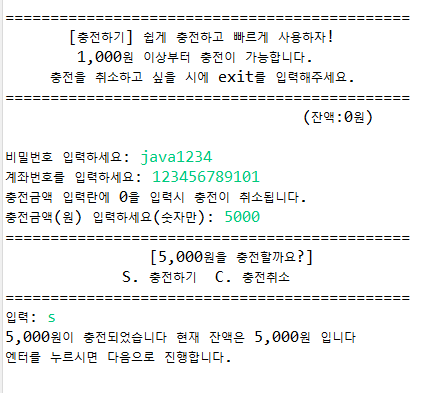 =============================================
[충전하기] 쉽게 충전하고 빠르게 사용하자!
1,000원 이상부터 충전이 가능합니다.
충전을 취소하고 싶을 시에 exit를 입력해주세요.
=============================================
(잔액:0원)
비밀번호 입력하세요: java1234
계좌번호를 입력하세요: 123456789101
충전금액 입력란에 0을 입력시 충전이 취소됩니다.
충전금액(원) 입력하세요(숫자만): 5000
=============================================
[5,000원을 충전할까요?]
S. 충전하기 C. 충전취소
=============================================
입력: s
5,000원이 충전되었습니다 현재 잔액은 5,000원 입니다
엔터를 누르시면 다음으로 진행합니다.